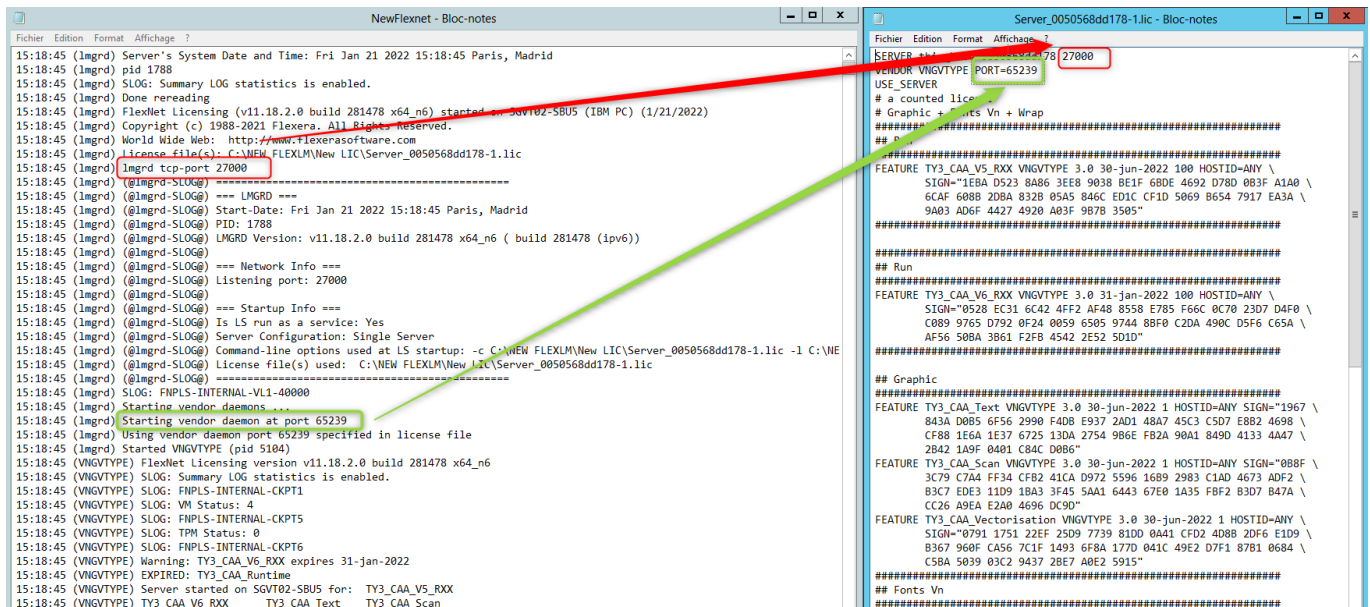 NewFlexnet - Bloc-notes
Fichier Edition Format Affichage ?
15:18:45 (lmgrd) Server's System Date and Time: Fri Jan 21 2022 15:18:45 Paris, Madrid
15:18:45 (lmgrd) pid 1788
15:18:45 (lmgrd) SLOG: Summary LOG statistics is enabled.
15:18:45 (lmgrd) Done rereading
15:18:45 (lmgrd) FlexNet Licensing (v11.18.2.0 build 281478 x64_n6) started on SGVT02-SBU5 (IBM PC) (1/21/2022)
15:18:45 (lmgrd) Copyright (c) 1988-2021 Flexera. All Rights Reserved.
15:18:45 (lmgrd) World Wide Web:  http://www.flexerasoftware.com
15:18:45 (lmgrd) License file(s): C:\NEW FLEXLM\New LIC\Server_0050568dd178-1.lic
15:18:45 (lmgrd) lmgrd tcp-port 27000
15:18:45 (lmgrd) (@lmgrd-SLOG@) ===============================================
15:18:45 (lmgrd) (@lmgrd-SLOG@) === LMGRD ===
15:18:45 (lmgrd) (@lmgrd-SLOG@) Start-Date: Fri Jan 21 2022 15:18:45 Paris, Madrid
15:18:45 (lmgrd) (@lmgrd-SLOG@) PID: 1788
15:18:45 (lmgrd) (@lmgrd-SLOG@) LMGRD Version: v11.18.2.0 build 281478 x64_n6 ( build 281478 (ipv6))
15:18:45 (lmgrd) (@lmgrd-SLOG@)
15:18:45 (lmgrd) (@lmgrd-SLOG@) === Network Info ===
15:18:45 (lmgrd) (@lmgrd-SLOG@) Listening port: 27000
15:18:45 (lmgrd) (@lmgrd-SLOG@)
15:18:45 (lmgrd) (@lmgrd-SLOG@) === Startup Info ===
15:18:45 (lmgrd) (@lmgrd-SLOG@) Is LS run as a service: Yes
15:18:45 (lmgrd) (@lmgrd-SLOG@) Server Configuration: Single Server
15:18:45 (lmgrd) (@lmgrd-SLOG@) Command-line options used at LS startup: -c C:\NEW FLEXLM\New LIC\Server_0050568dd178-1.lic -l C:\NE
15:18:45 (lmgrd) (@lmgrd-SLOG@) License file(s) used:  C:\NEW FLEXLM\New LIC\Server_0050568dd178-1.lic
15:18:45 (lmgrd) (@lmgrd-SLOG@) ===============================================
15:18:45 (lmgrd) SLOG: FNPLS-INTERNAL-VL1-40000
15:18:45 (lmgrd) Starting vendor daemons ...
15:18:45 (lmgrd) Starting vendor daemon at port 65239
15:18:45 (lmgrd) Using vendor daemon port 65239 specified in license file
15:18:45 (lmgrd) Started VNGVTYPE (pid 5104)
15:18:45 (VNGVTYPE) FlexNet Licensing version v11.18.2.0 build 281478 x64_n6
15:18:45 (VNGVTYPE) SLOG: Summary LOG statistics is enabled.
15:18:45 (VNGVTYPE) SLOG: FNPLS-INTERNAL-CKPT1
15:18:45 (VNGVTYPE) SLOG: VM Status: 4
15:18:45 (VNGVTYPE) SLOG: FNPLS-INTERNAL-CKPT5
15:18:45 (VNGVTYPE) SLOG: TPM Status: 0
15:18:45 (VNGVTYPE) SLOG: FNPLS-INTERNAL-CKPT6
15:18:45 (VNGVTYPE) Warning: TY3_CAA_V6_RXX expires 31-jan-2022
15:18:45 (VNGVTYPE) EXPIRED: TY3_CAA_Runtime
15:18:45 (VNGVTYPE) Server started on SGVT02-SBU5 for: TY3_CAA_V5_RXX
15:18:45 (VNGVTYPE) TY3_CAA_V6_RXX TY3_CAA_Text TY3_CAA_Scan
Server_0050568dd178-1.lic - Bloc-notes
Fichier Edition Format Affichage ?
SERVER 27000
VENDOR VNGVTYPE PORT=65239
USE_SERVER
# a counted
# Graphic + Fonts Vn + Wrap
############################################################
##
############################################################
FEATURE TY3_CAA_V5_RXX VNGVTYPE 3.0 30-jun-2022 100 HOSTID=ANY \
SIGN="1EBA D523 8A86 3EE8 9038 BE1F 6BDE 4692 D78D 0B3F A1A0 \
6CAF 608B 2DBA 832B 05A5 846C ED1C CF1D 5069 B654 7917 EA3A \
9A03 AD6F 4427 4920 A03F 9B7B 3505"
############################################################
############################################################
## Run
############################################################
FEATURE TY3_CAA_V6_RXX VNGVTYPE 3.0 31-jan-2022 100 HOSTID=ANY \
SIGN="0528 EC31 6C42 4FF2 AF48 8558 E785 F66C 0C70 23D7 D4F0 \
C089 9765 D792 0F24 0059 6505 9744 8BF0 C2DA 490C D5F6 C65A \
AF56 50BA 3B61 F2FB 4542 2E52 5D1D"
############################################################
## Graphic
############################################################
FEATURE TY3_CAA_Text VNGVTYPE 3.0 30-jun-2022 1 HOSTID=ANY SIGN="1967 \
843A D0B5 6F56 2990 F4DB E937 2AD1 48A7 45C3 C5D7 E8B2 4698 \
CF88 1E6A 1E37 6725 13DA 2754 9B6E FB2A 90A1 849D 4133 4A47 \
2B42 1A9F 0401 C84C D0B6"
FEATURE TY3_CAA_Scan VNGVTYPE 3.0 30-jun-2022 1 HOSTID=ANY SIGN="0B8F \
3C79 C7A4 FF34 CFB2 41CA D972 5596 16B9 2983 C1AD 4673 ADF2 \
B3C7 EDE3 11D9 1BA3 3F45 5AA1 6443 67E0 1A35 FBF2 B3D7 B47A \
CC26 A9EA E2A0 4696 DC9D"
FEATURE TY3_CAA_Vectorisation VNGVTYPE 3.0 30-jun-2022 1 HOSTID=ANY \
SIGN="0791 1751 22EF 25D9 7739 81DD 0A41 CFD2 4D8B 2DF6 E1D9 \
B367 960F CA56 7C1F 1493 6F8A 177D 041C 49E2 D7F1 87B1 0684 \
C5BA 5039 03C2 9437 2BE7 A0E2 5915"
############################################################
## Fonts Vn
############################################################